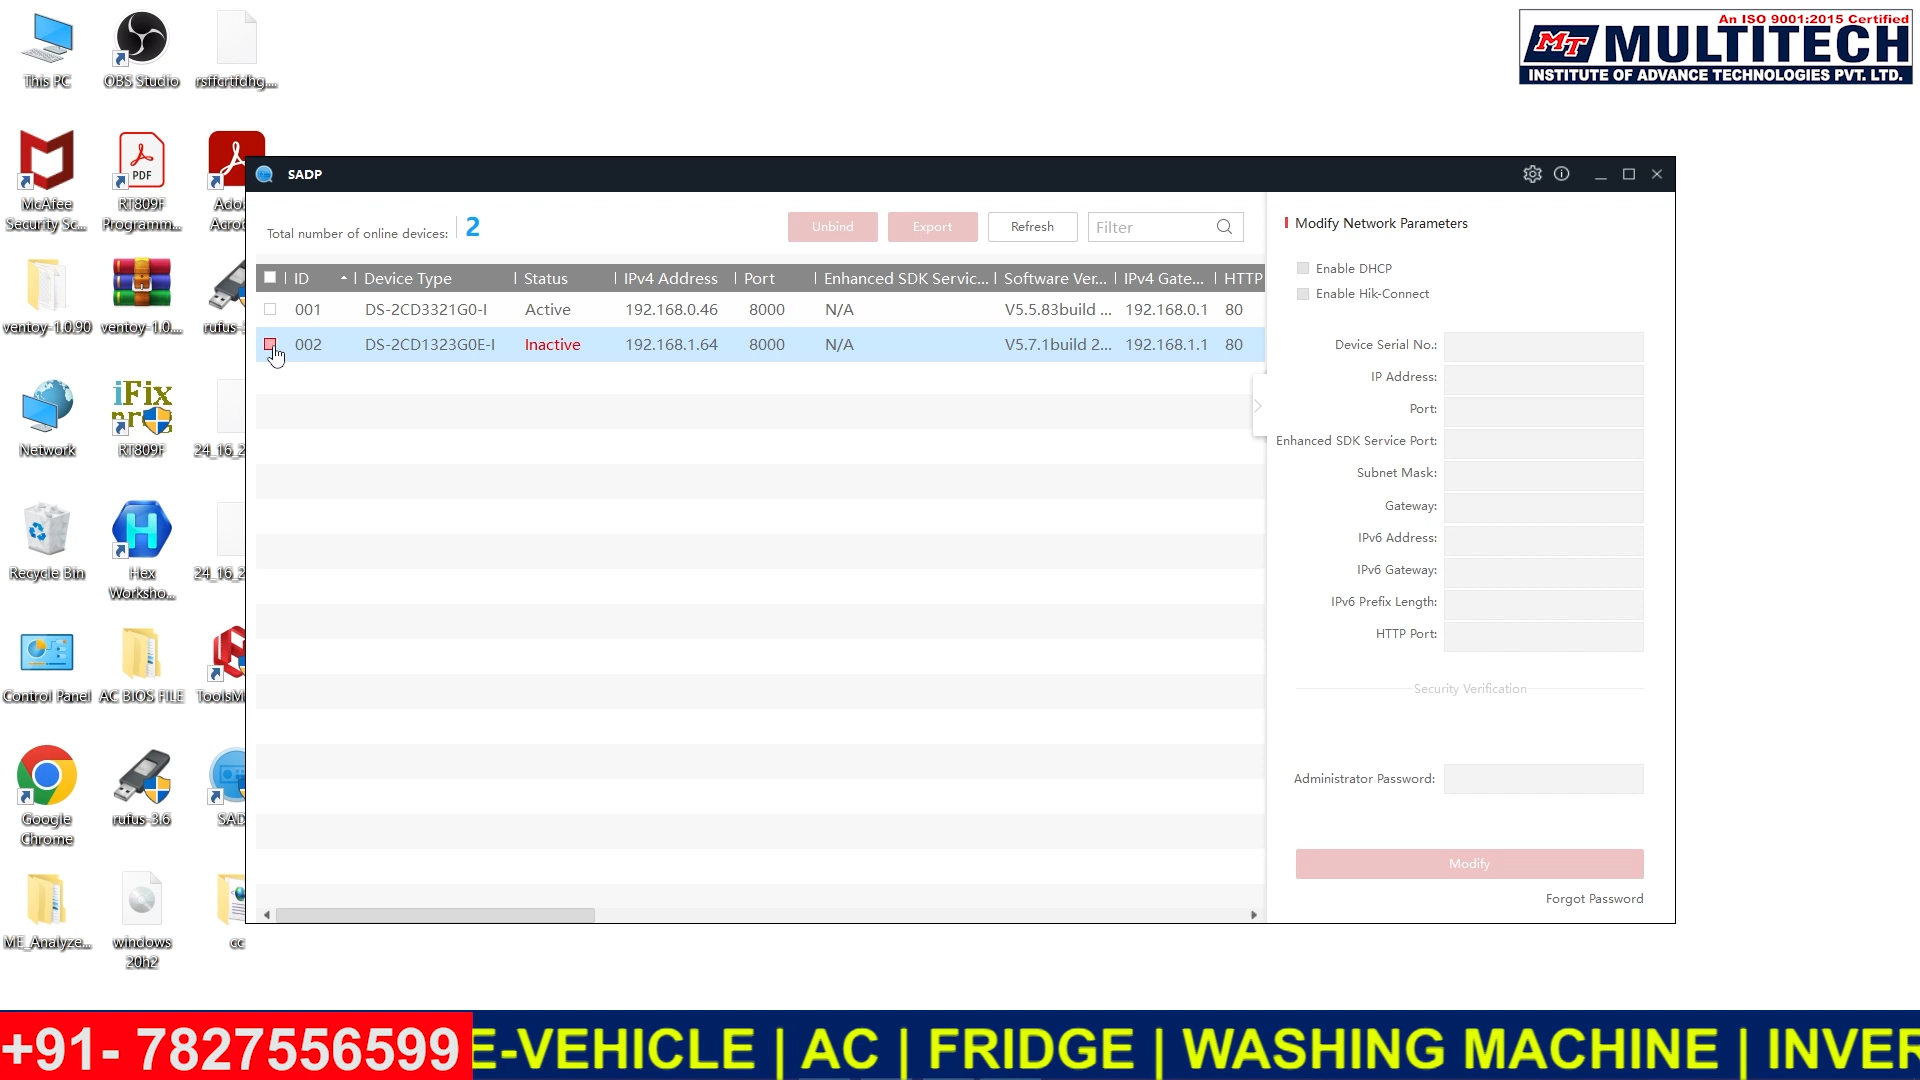 This PC
OBS Studio
rsffcrtfdhg....
An ISO 9001:2015 Certified
MT MULTITECH
INSTITUTE OF ADVANCE TECHNOLOGIES PVT. LTD.
McAfee
Security Sc...
PDF
RT809F
Programm...
Ado
Acrob
ventoy-1.0.90
ventoy-1.0....
rufus-
Network
iFix
RT809F
24_16_2
Recycle Bin
Hex
Worksho...
24_16_2
Control Panel
AC BIOS FILE
ToolsM
Google
Chrome
rufus-3.6
SAD
ME_Analyze...
windows
20h2
cc
SADP
Total number of online devices: 2
Unbind
Export
Refresh
Filter
ID Device Type Status IPv4 Address Port Enhanced SDK Servic... Software Ver... IPv4 Gate... HTTP
001 DS-2CD3321G0-I Active 192.168.0.46 8000 N/A V5.5.83build ... 192.168.0.1 80
002 DS-2CD1323G0E-I Inactive 192.168.1.64 8000 N/A V5.7.1build 2... 192.168.1.1 80
Modify Network Parameters
Enable DHCP
Enable Hik-Connect
Device Serial No.:
IP Address:
Port:
Enhanced SDK Service Port:
Subnet Mask:
Gateway:
IPv6 Address:
IPv6 Gateway:
IPv6 Prefix Length:
HTTP Port:
Security Verification
Administrator Password:
Modify
Forgot Password
+91- 7827556599 E-VEHICLE | AC | FRIDGE | WASHING MACHINE | INVER